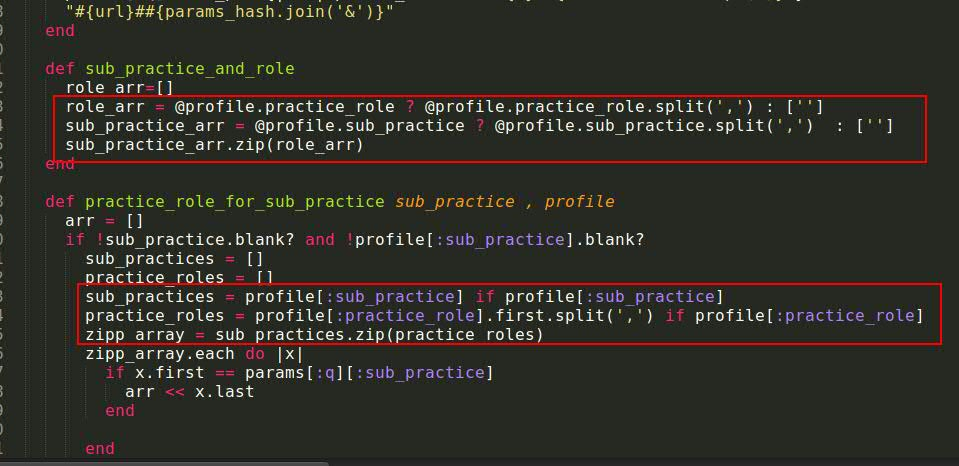 "#{url}##{params_hash.join('&')}"
end
def sub_practice_and_role
role_arr=[]
role_arr = @profile.practice_role ? @profile.practice_role.split(',') : ['']
sub_practice_arr = @profile.sub_practice ? @profile.sub_practice.split(',')  : ['']
sub_practice_arr.zip(role_arr)
end
def practice_role_for_sub_practice sub_practice , profile
arr = []
if !sub_practice.blank? and !profile[:sub_practice].blank?
sub_practices = []
practice_roles = []
sub_practices = profile[:sub_practice] if profile[:sub_practice]
practice_roles = profile[:practice_role].first.split(',') if profile[:practice_role]
zipp_array = sub_practices.zip(practice_roles)
zipp_array.each do |x|
if x.first == params[:q][:sub_practice]
arr << x.last
end
end